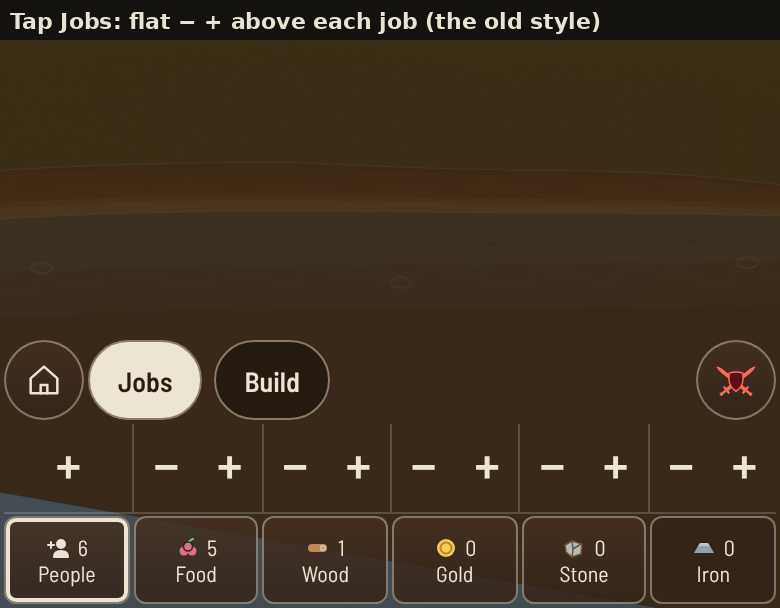 Tap Jobs: flat − + above each job (the old style)
Jobs Build
+ − + − + − + − + − +
6 5 1 0 0 0
People Food Wood Gold Stone Iron